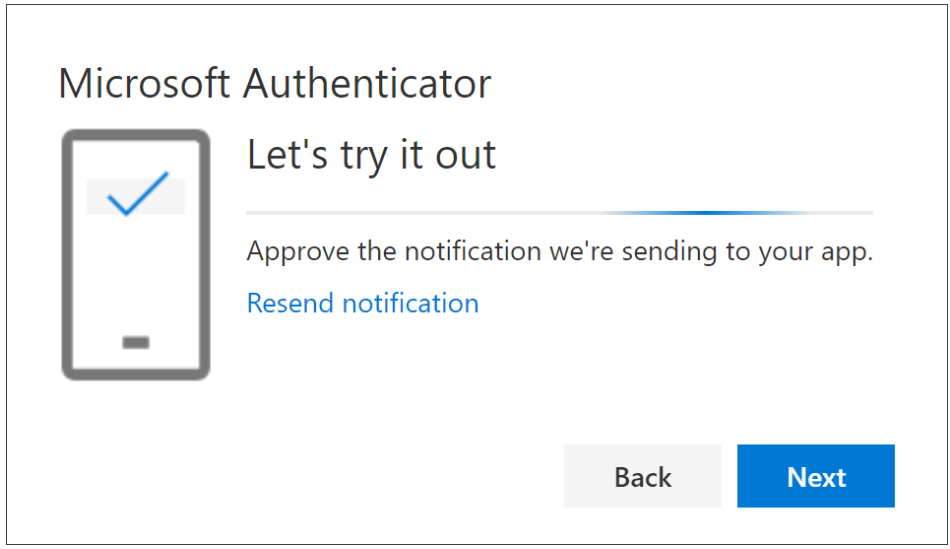 Microsoft Authenticator
Let's try it out
Approve the notification we're sending to your app.
Resend notification
Back
Next